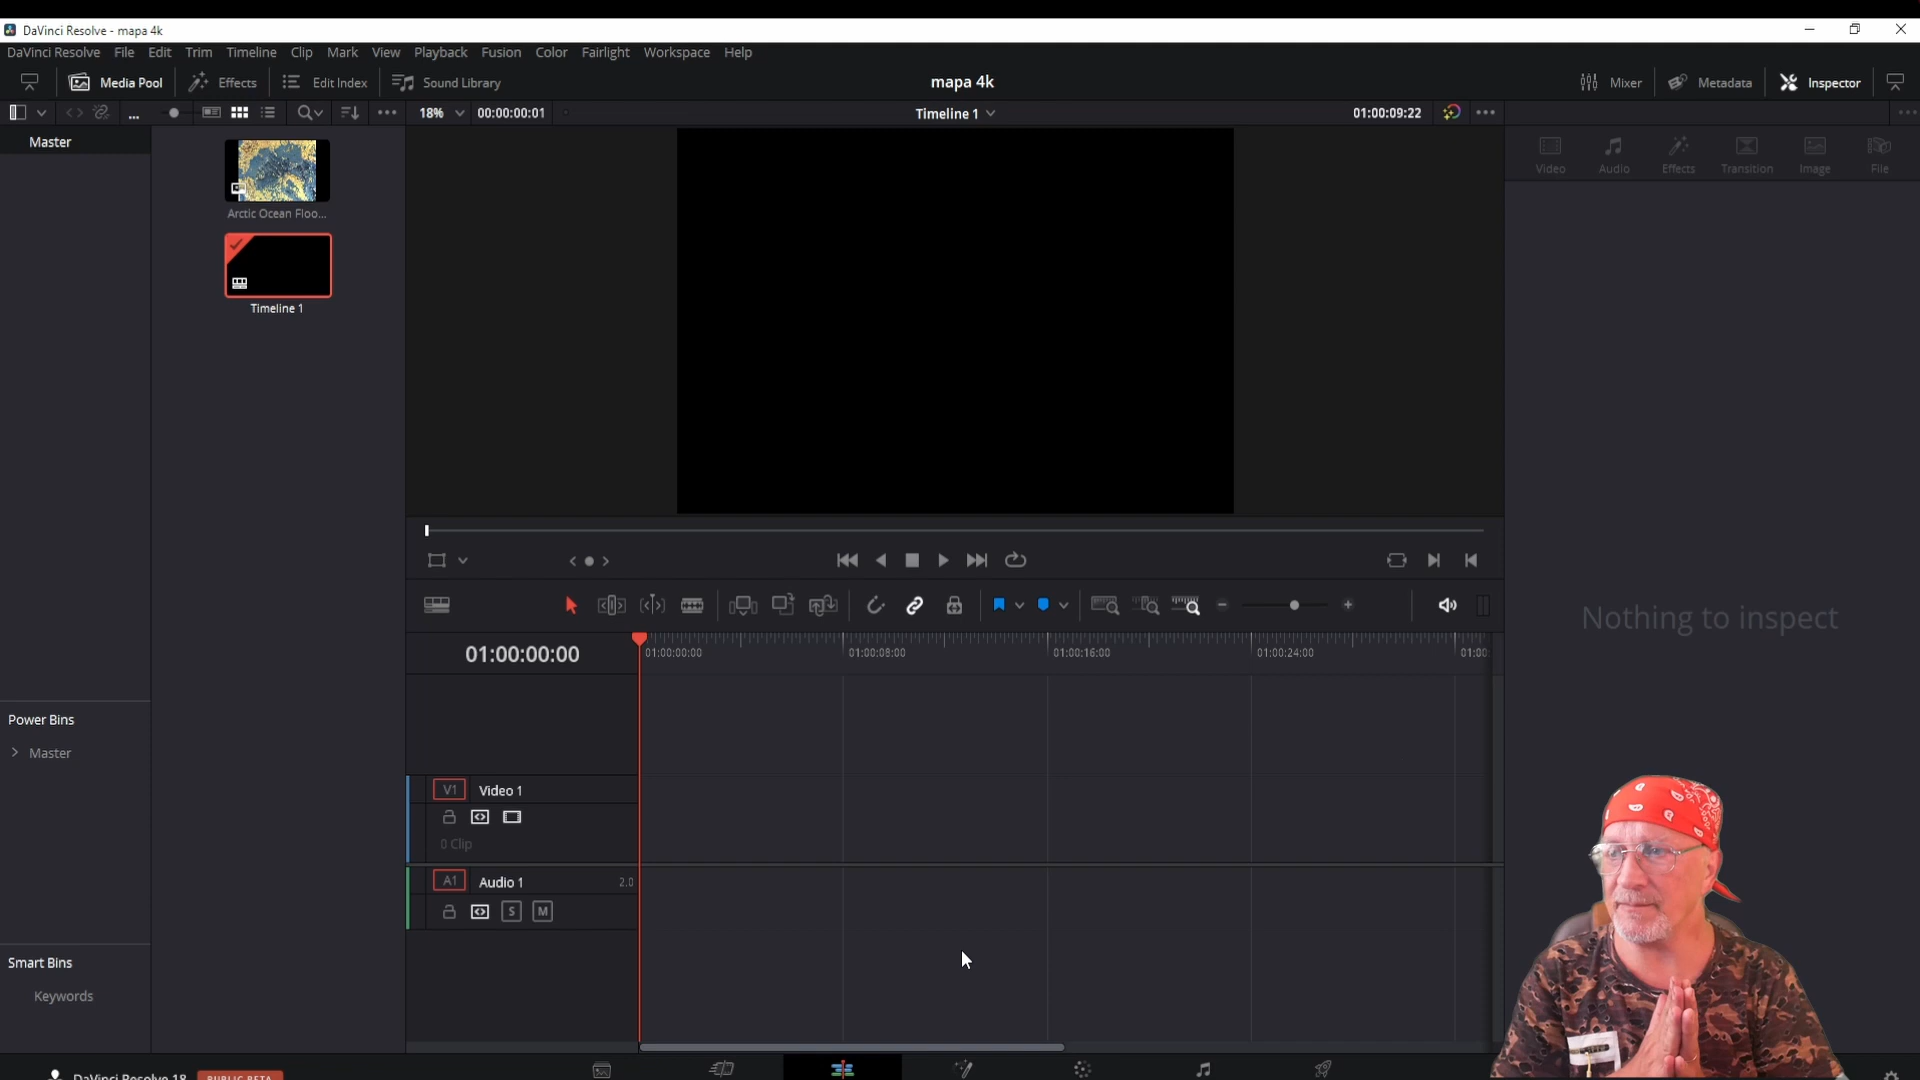 DaVinci Resolve - mapa 4k
DaVinci Resolve File Edit Trim Timeline Clip Mark View Playback Fusion Color Fairlight Workspace Help
Media Pool Effects Edit Index Sound Library mapa 4k Mixer Metadata Inspector
... 18% 00:00:00:01 Timeline 1 01:00:09:22
Master
Video Audio Effects Transition Image File
Arctic Ocean Floo...
Timeline 1
Nothing to inspect
01:00:00:00
01:00:00:00 01:00:08:00 01:00:16:00 01:00:24:00 01:00:
Power Bins
Master
V1 Video 1
0 Clip
A1 Audio 1 2.0
S M
Smart Bins
Keywords
DaVinci Resolve 18 PUBLIC BETA